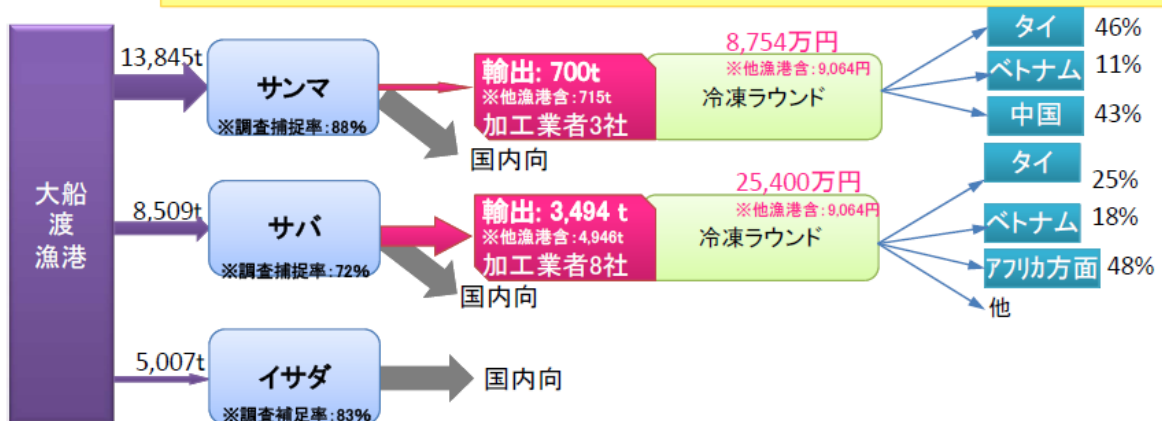 大船
渡
漁港
13,845t
サンマ
※調査捕捉率:88%
輸出: 700t
※他漁港含:715t
加工業者3社
8,754万円
※他漁港含:9,064円
冷凍ラウンド
国内向
タイ 46%
ベトナム 11%
中国 43%
8,509t
サバ
※調査捕捉率:72%
輸出: 3,494 t
※他漁港含:4,946t
加工業者8社
25,400万円
※他漁港含:9,064円
冷凍ラウンド
国内向
タイ 25%
ベトナム 18%
アフリカ方面 48%
他
5,007t
イサダ
※調査補足率:83%
国内向